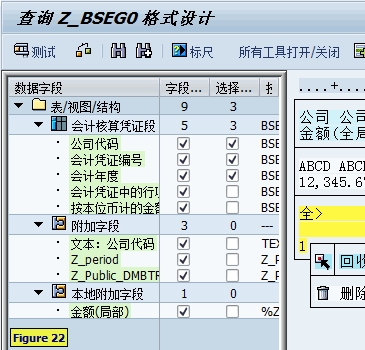 查询 Z_BSEG0 格式设计
测试 标尺 所有工具打开/关闭
数据字段 字段... 选择...
表/视图/结构 9 3
会计核算凭证段 5 3 BSE
公司代码 BSE
会计凭证编号 BSE
会计年度 BSE
会计凭证中的行项 BSE
按本位币计的金额 BSE
附加字段 3 0 ---
文本：公司代码 TEX
Z_period Z_P
Z_Public_DMBTR Z_P
本地附加字段 1 0
金额(局部) %Z
Figure 22
....+....
公司 公司
金额(全局
ABCD ABCD
12,345.67
全>
1
回收
删除